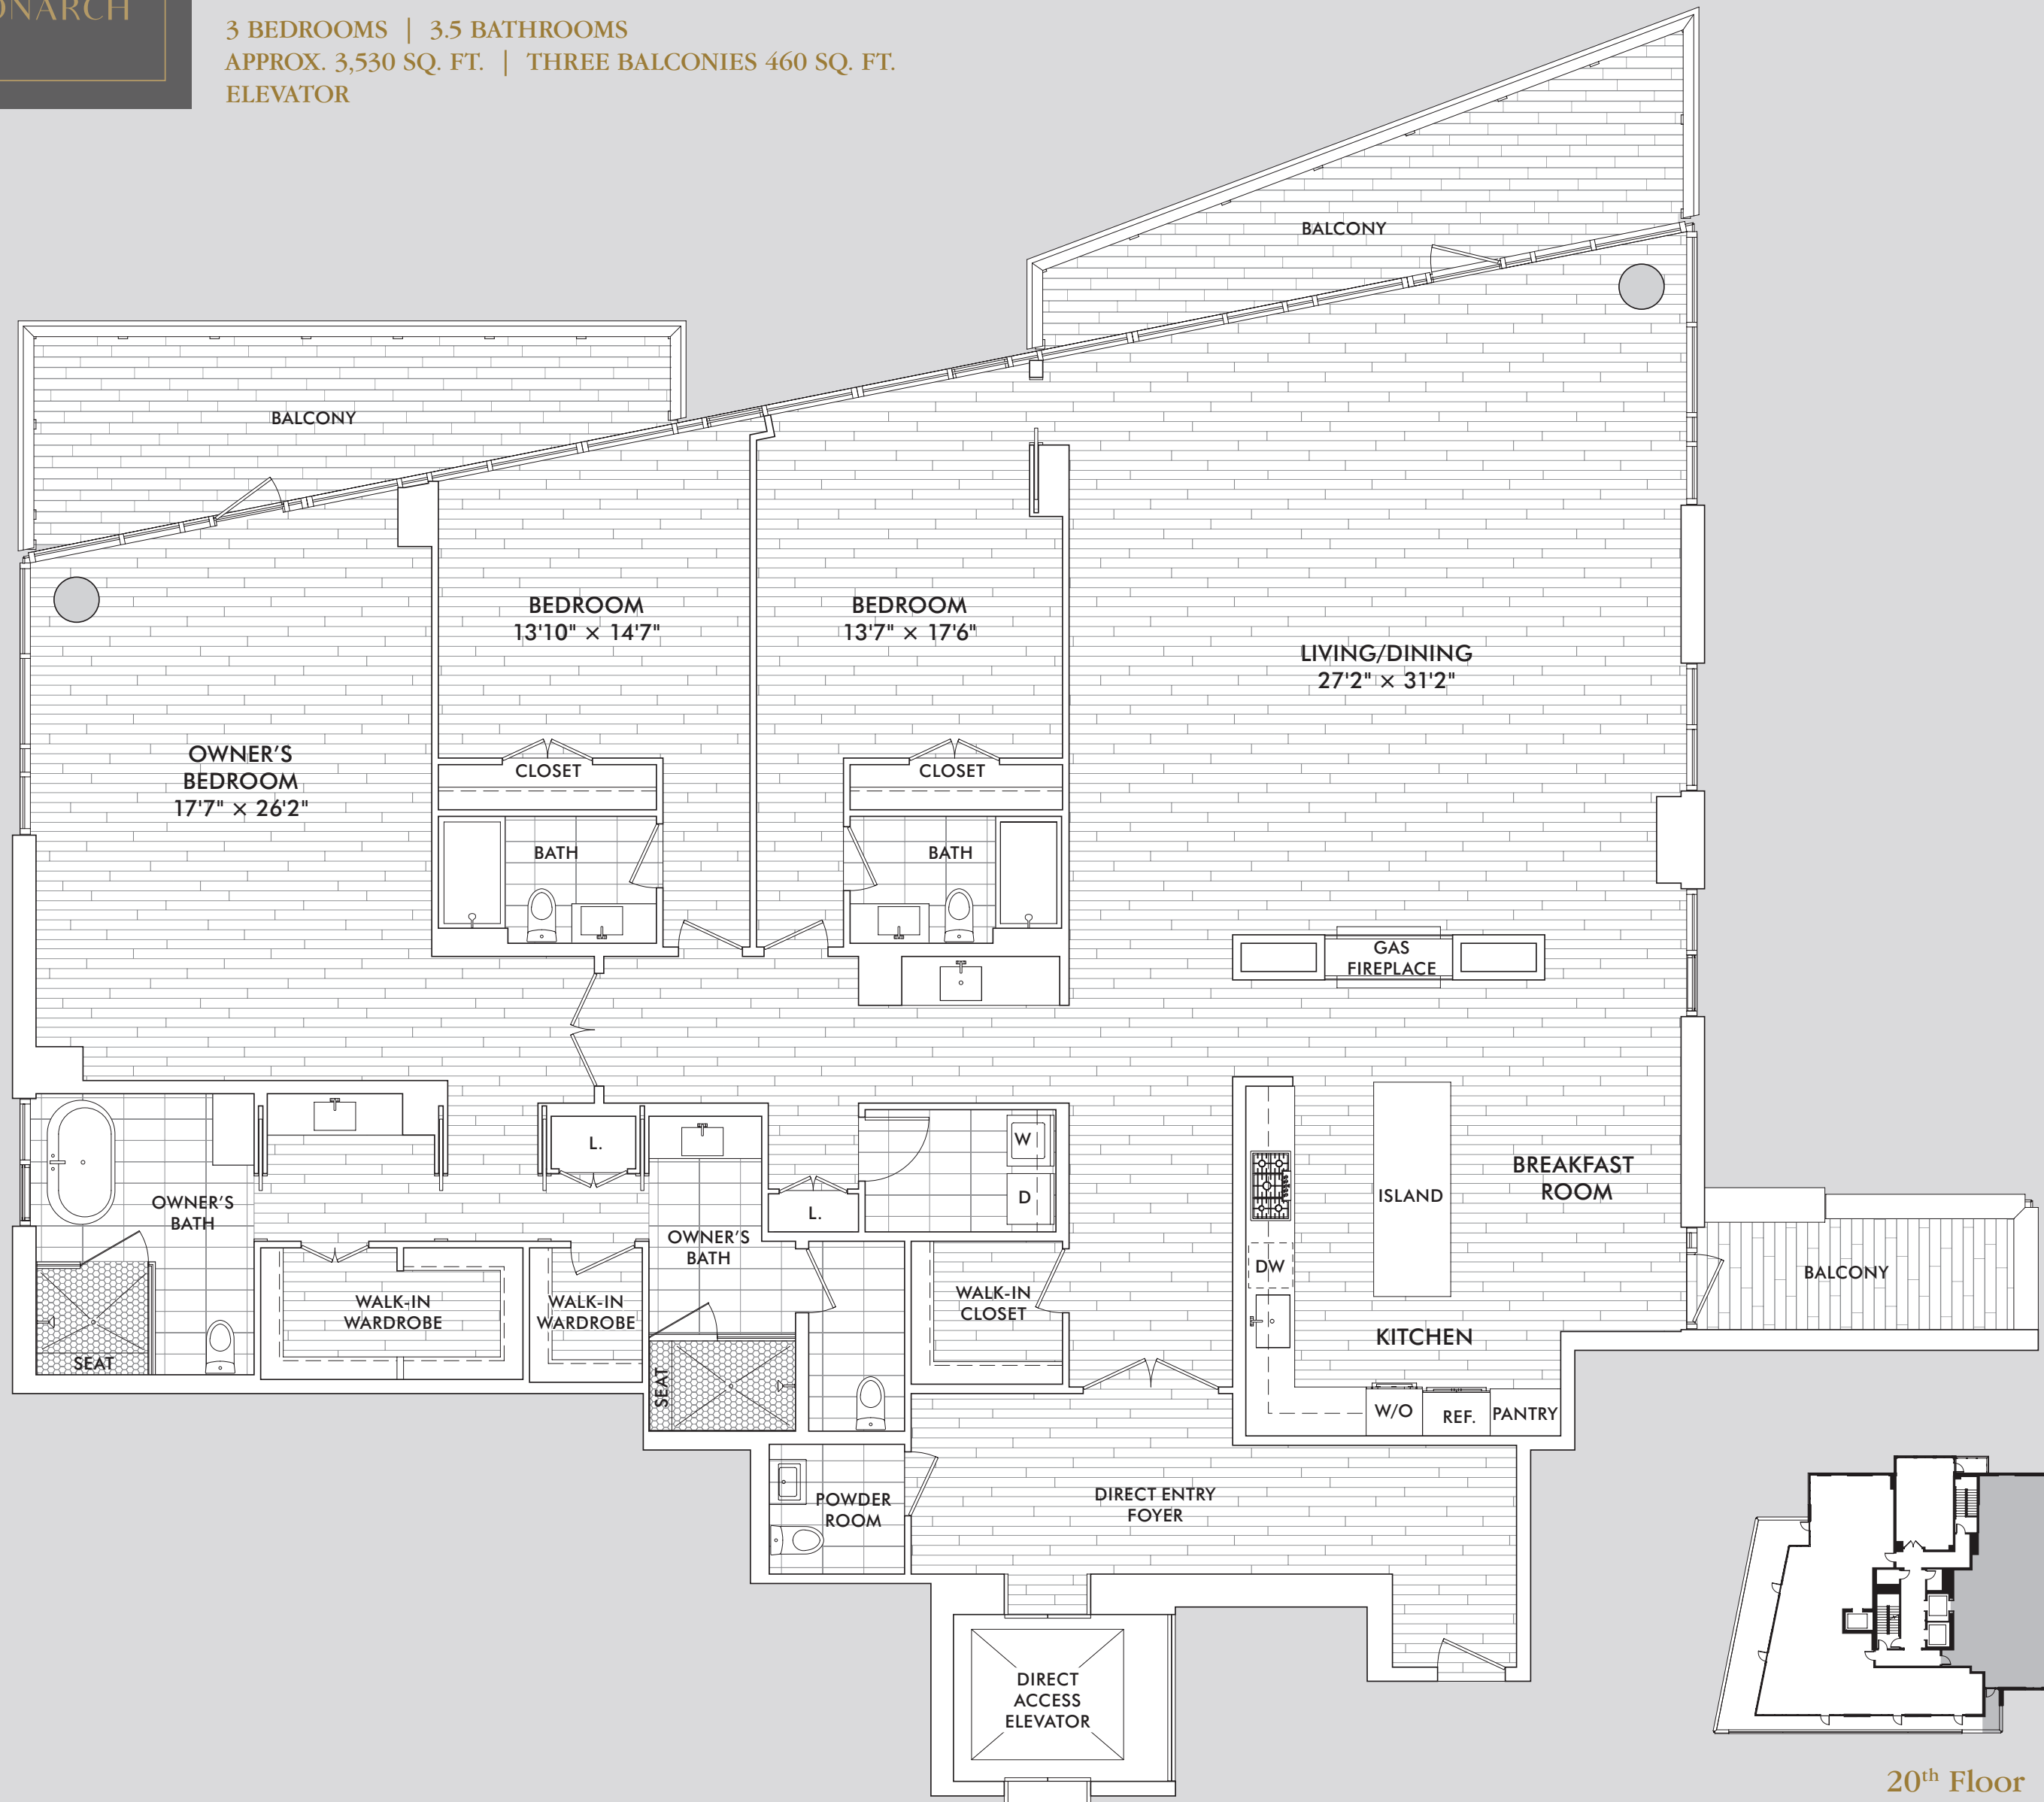 3 BEDROOMS | 3.5 BATHROOMS
APPROX. 3,530 SQ. FT. | THREE BALCONIES 460 SQ. FT.
ELEVATOR
BALCONY
BALCONY
BEDROOM
13'10" × 14'7"
BEDROOM
13'7" × 17'6"
LIVING/DINING
27'2" × 31'2"
OWNER'S
BEDROOM
17'7" × 26'2"
CLOSET
CLOSET
BATH
BATH
GAS
FIREPLACE
L.
W
D
L.
OWNER'S
BATH
OWNER'S
BATH
ISLAND
BREAKFAST
ROOM
DW
BALCONY
WALK-IN
WARDROBE
WALK-IN
WARDROBE
WALK-IN
CLOSET
KITCHEN
SEAT
SEAT
W/O
REF.
PANTRY
POWDER
ROOM
DIRECT ENTRY
FOYER
DIRECT
ACCESS
ELEVATOR
20th Floor